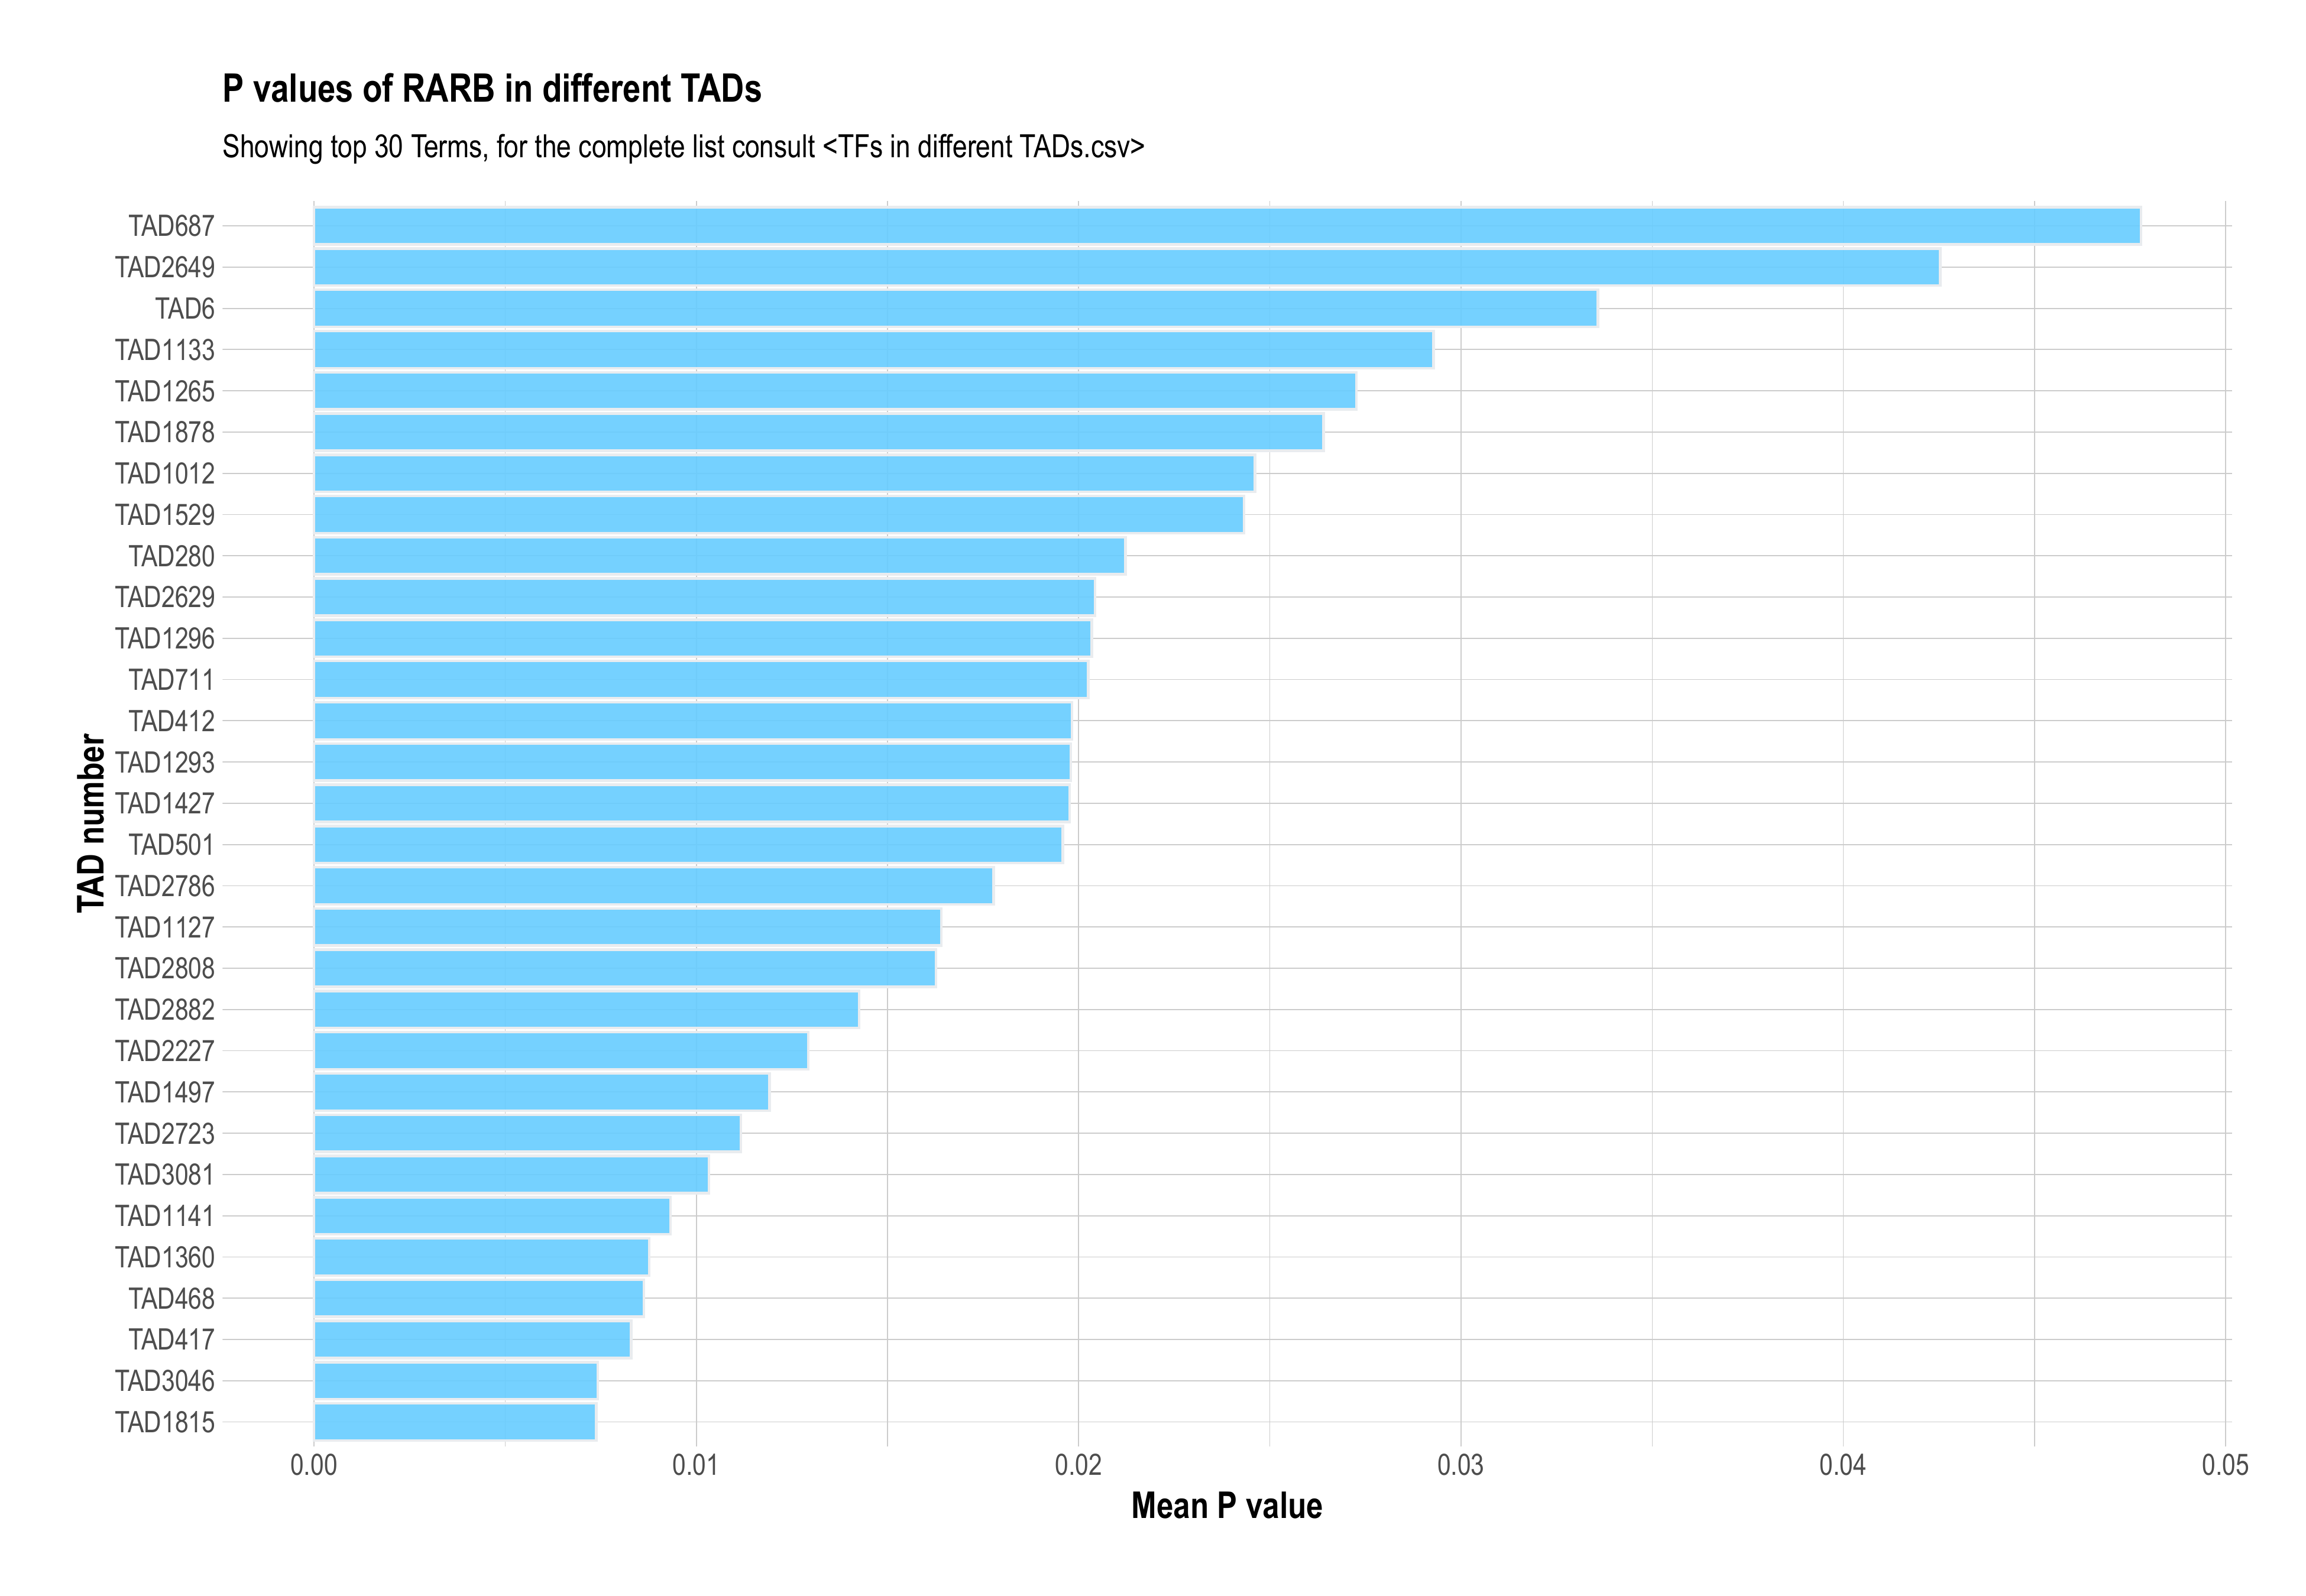 P values of RARB in different TADs
Showing top 30 Terms, for the complete list consult <TFs in different TADs.csv>
TAD number
TAD687
TAD2649
TAD6
TAD1133
TAD1265
TAD1878
TAD1012
TAD1529
TAD280
TAD2629
TAD1296
TAD711
TAD412
TAD1293
TAD1427
TAD501
TAD2786
TAD1127
TAD2808
TAD2882
TAD2227
TAD1497
TAD2723
TAD3081
TAD1141
TAD1360
TAD468
TAD417
TAD3046
TAD1815
0.00 0.01 0.02 0.03 0.04 0.05
Mean P value